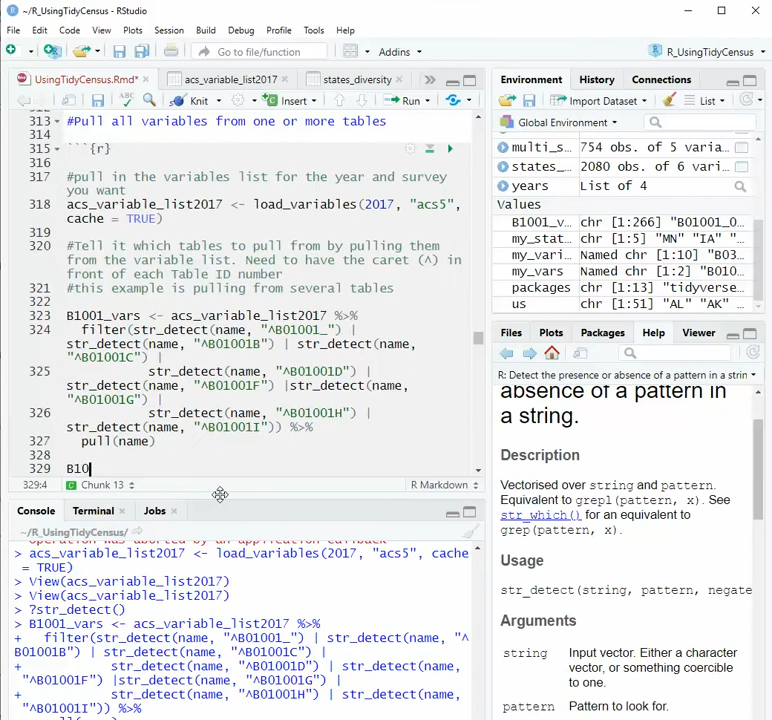 ~/R_UsingTidyCensus - RStudio
File Edit Code View Plots Session Build Debug Profile Tools Help
Go to file/function Addins R_UsingTidyCensus
UsingTidyCensus.Rmd* acs_variable_list2017 states_diversity
Knit Insert Run
313 #Pull all variables from one or more tables
314
315 ```{r}
316
317 #pull in the variables list for the year and survey
you want
318 acs_variable_list2017 <- load_variables(2017, "acs5",
cache = TRUE)
319
320 #Tell it which tables to pull from by pulling them
from the variable list. Need to have the caret (^) in
front of each Table ID number
321 #this example is pulling from several tables
322
323 B1001_vars <- acs_variable_list2017 %>%
324 filter(str_detect(name, "^B01001_") |
str_detect(name, "^B01001B") | str_detect(name,
"^B01001C") |
325 str_detect(name, "^B01001D") |
str_detect(name, "^B01001F") |str_detect(name,
"^B01001G") |
326 str_detect(name, "^B01001H") |
str_detect(name, "^B01001I")) %>%
327 pull(name)
328
329 B10
329:4 Chunk 13 R Markdown
Console Terminal Jobs
~/R_UsingTidyCensus/
Operation was aborted by an application callback
> acs_variable_list2017 <- load_variables(2017, "acs5", cache
= TRUE)
> View(acs_variable_list2017)
> View(acs_variable_list2017)
> ?str_detect()
> B1001_vars <- acs_variable_list2017 %>%
+ filter(str_detect(name, "^B01001_") | str_detect(name, "^
B01001B") | str_detect(name, "^B01001C") |
+ str_detect(name, "^B01001D") | str_detect(name,
"^B01001F") |str_detect(name, "^B01001G") |
+ str_detect(name, "^B01001H") | str_detect(name,
"^B01001I")) %>%
Environment History Connections
Import Dataset List
Global Environment
multi_s... 754 obs. of 5 varia...
states_... 2080 obs. of 6 vari...
years List of 4
Values
B1001_v... chr [1:266] "B01001_0...
my_stat... chr [1:5] "MN" "IA" "...
my_vari... Named chr [1:10] "B03...
my_vars Named chr [1:2] "B010...
packages chr [1:13] "tidyverse...
us chr [1:51] "AL" "AK" ...
Files Plots Packages Help Viewer
R: Detect the presence or absence of a pattern in a strin
absence of a pattern in
a string.
Description
Vectorised over string and pattern.
Equivalent to grepl(pattern, x). See
str_which() for an equivalent to
grep(pattern, x).
Usage
str_detect(string, pattern, negate
Arguments
string Input vector. Either a character
vector, or something coercible
to one.
pattern Pattern to look for.